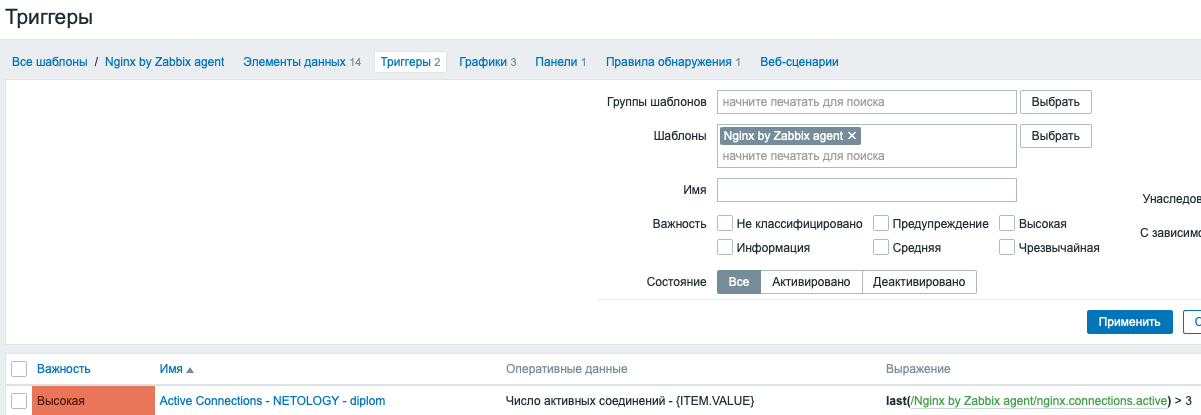 Триггеры
Все шаблоны / Nginx by Zabbix agent Элементы данных 14 Триггеры 2 Графики 3 Панели 1 Правила обнаружения 1 Веб-сценарии
Группы шаблонов начните печатать для поиска Выбрать
Шаблоны Nginx by Zabbix agent × Выбрать
начните печатать для поиска
Имя
Унаследов
Важность Не классифицировано Предупреждение Высокая
С зависимо
Информация Средняя Чрезвычайная
Состояние Все Активировано Деактивировано
Применить С
Важность Имя Оперативные данные Выражение
Высокая Active Connections - NETOLOGY - diplom Число активных соединений - {ITEM.VALUE} last(/Nginx by Zabbix agent/nginx.connections.active) > 3